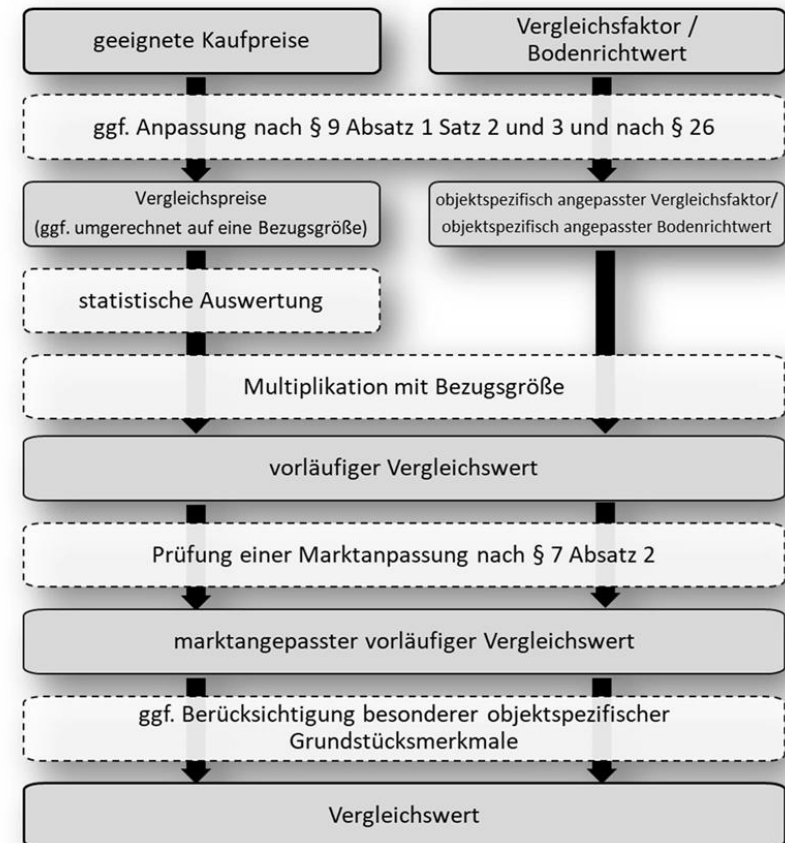 geeignete Kaufpreise
Vergleichsfaktor /
Bodenrichtwert
ggf. Anpassung nach § 9 Absatz 1 Satz 2 und 3 und nach § 26
Vergleichspreise
(ggf. umgerechnet auf eine Bezugsgröße)
objektspezifisch angepasster Vergleichsfaktor/
objektspezifisch angepasster Bodenrichtwert
statistische Auswertung
Multiplikation mit Bezugsgröße
vorläufiger Vergleichswert
Prüfung einer Marktanpassung nach § 7 Absatz 2
marktangepasster vorläufiger Vergleichswert
ggf. Berücksichtigung besonderer objektspezifischer
Grundstücksmerkmale
Vergleichswert